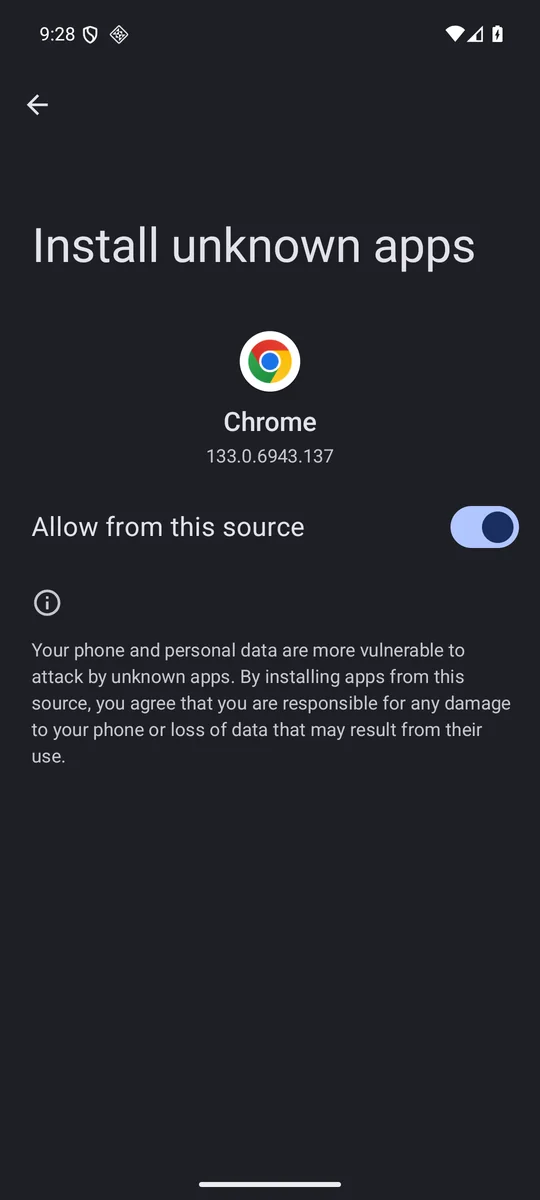 9:28
Install unknown apps
Chrome
133.0.6943.137
Allow from this source
Your phone and personal data are more vulnerable to
attack by unknown apps. By installing apps from this
source, you agree that you are responsible for any damage
to your phone or loss of data that may result from their
use.